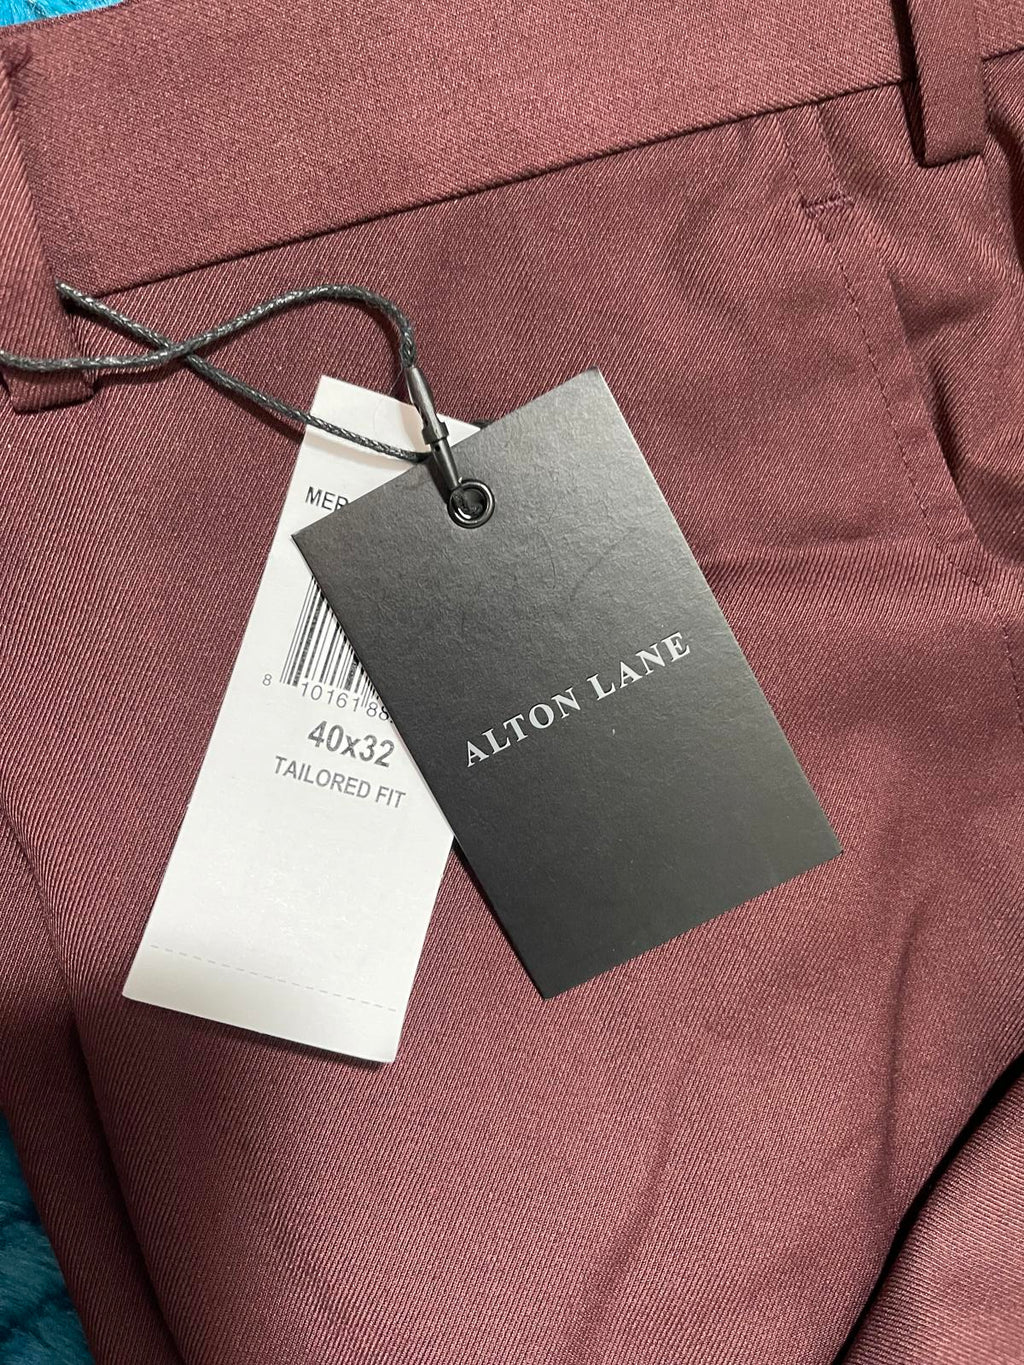 MER
8 10161 88
40x32
TAILORED FIT
ALTON LANE